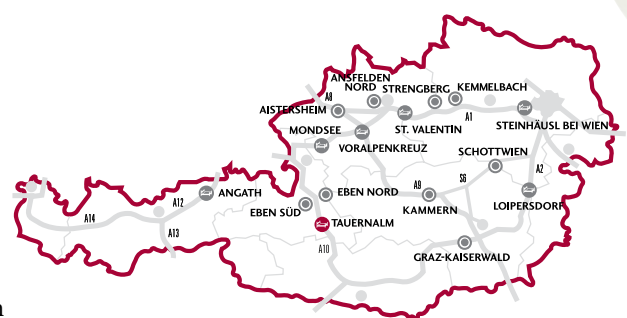 ANSFELDEN
NORD
STRENGBERG
KEMMELBACH
A8
AISTERSHEIM
A1
MONDSEE
ST. VALENTIN
STEINHÄUSL BEI WIEN
VORALPENKREUZ
SCHOTTWIEN
A2
A9
S6
ANGATH
A12
EBEN NORD
KAMMERN
LOIPERSDORF
EBEN SÜD
A14
TAUERNALM
A13
A10
GRAZ-KAISERWALD